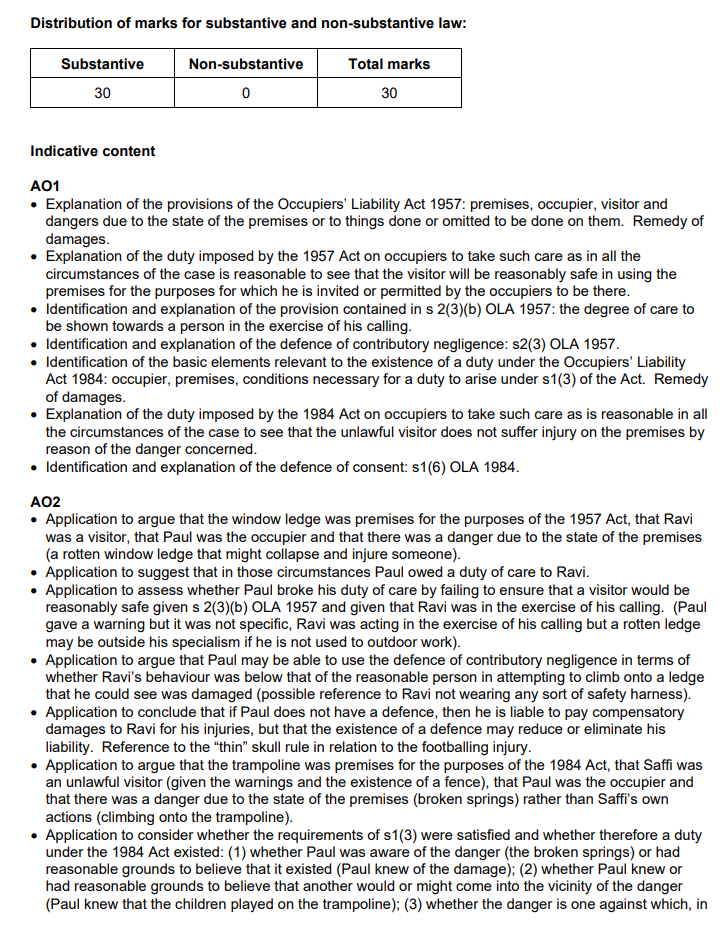 Distribution of marks for substantive and non-substantive law:
Substantive Non-substantive Total marks
30 0 30
Indicative content
AO1
• Explanation of the provisions of the Occupiers' Liability Act 1957: premises, occupier, visitor and
dangers due to the state of the premises or to things done or omitted to be done on them. Remedy of
damages.
• Explanation of the duty imposed by the 1957 Act on occupiers to take such care as in all the
circumstances of the case is reasonable to see that the visitor will be reasonably safe in using the
premises for the purposes for which he is invited or permitted by the occupiers to be there.
• Identification and explanation of the provision contained in s 2(3)(b) OLA 1957: the degree of care to
be shown towards a person in the exercise of his calling.
• Identification and explanation of the defence of contributory negligence: s2(3) OLA 1957.
• Identification of the basic elements relevant to the existence of a duty under the Occupiers' Liability
Act 1984: occupier, premises, conditions necessary for a duty to arise under s1(3) of the Act. Remedy
of damages.
• Explanation of the duty imposed by the 1984 Act on occupiers to take such care as is reasonable in all
the circumstances of the case to see that the unlawful visitor does not suffer injury on the premises by
reason of the danger concerned.
• Identification and explanation of the defence of consent: s1(6) OLA 1984.
AO2
• Application to argue that the window ledge was premises for the purposes of the 1957 Act, that Ravi
was a visitor, that Paul was the occupier and that there was a danger due to the state of the premises
(a rotten window ledge that might collapse and injure someone).
• Application to suggest that in those circumstances Paul owed a duty of care to Ravi.
• Application to assess whether Paul broke his duty of care by failing to ensure that a visitor would be
reasonably safe given s 2(3)(b) OLA 1957 and given that Ravi was in the exercise of his calling. (Paul
gave a warning but it was not specific, Ravi was acting in the exercise of his calling but a rotten ledge
may be outside his specialism if he is not used to outdoor work).
• Application to argue that Paul may be able to use the defence of contributory negligence in terms of
whether Ravi's behaviour was below that of the reasonable person in attempting to climb onto a ledge
that he could see was damaged (possible reference to Ravi not wearing any sort of safety harness).
• Application to conclude that if Paul does not have a defence, then he is liable to pay compensatory
damages to Ravi for his injuries, but that the existence of a defence may reduce or eliminate his
liability. Reference to the "thin" skull rule in relation to the footballing injury.
• Application to argue that the trampoline was premises for the purposes of the 1984 Act, that Saffi was
an unlawful visitor (given the warnings and the existence of a fence), that Paul was the occupier and
that there was a danger due to the state of the premises (broken springs) rather than Saffi's own
actions (climbing onto the trampoline).
• Application to consider whether the requirements of s1(3) were satisfied and whether therefore a duty
under the 1984 Act existed: (1) whether Paul was aware of the danger (the broken springs) or had
reasonable grounds to believe that it existed (Paul knew of the damage); (2) whether Paul knew or
had reasonable grounds to believe that another would or might come into the vicinity of the danger
(Paul knew that the children played on the trampoline); (3) whether the danger is one against which, in